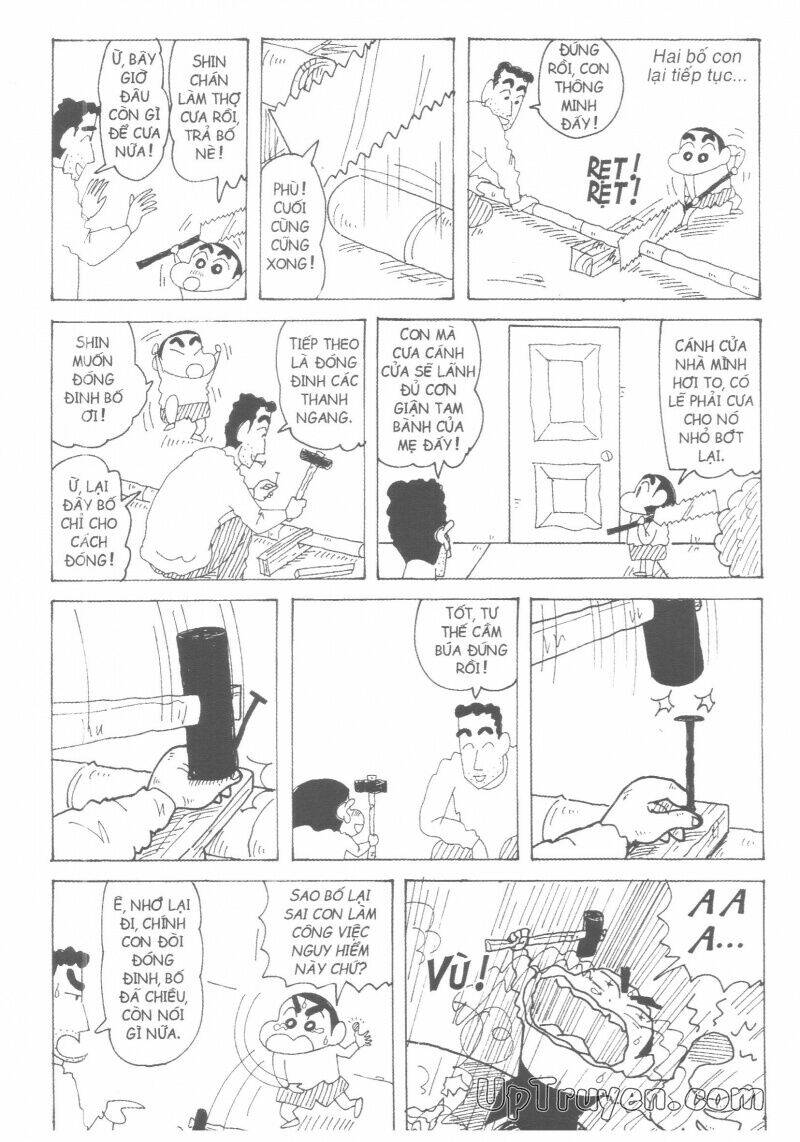 Hai bố con
lại tiếp tục...
ĐÚNG
RỒI, CON
THÔNG
MINH
ĐẤY!
RẸT!
RẸT!
PHÙ!
CUỐI
CÙNG
CŨNG
XONG!
SHIN
CHÁN
LÀM THỢ
CƯA RỒI,
TRẢ BỐ
NÈ!
Ừ, BÂY
GIỜ
ĐÂU
CÒN GÌ
ĐỂ CƯA
NỮA!
CÁNH CỬA
NHÀ MÌNH
HƠI TO, CÓ
LẼ PHẢI CƯA
CHO NÓ
NHỎ BỚT
LẠI.
CON MÀ
CƯA CÁNH
CỬA SẼ LÃNH
ĐỦ CƠN
GIẬN TAM
BÀNH CỦA
MẸ ĐẤY!
TIẾP THEO
LÀ ĐÓNG
ĐINH CÁC
THANH
NGANG.
SHIN
MUỐN
ĐÓNG
ĐINH BỐ
ƠI!
Ừ, LẠI
ĐÂY BỐ
CHỈ CHO
CÁCH
ĐÓNG!
TỐT, TƯ
THẾ CẦM
BÚA ĐÚNG
RỒI!
A A
A...
VÙ!
SAO BỐ LẠI
SAI CON LÀM
CÔNG VIỆC
NGUY HIỂM
NÀY CHỨ?
Ê, NHỚ LẠI
ĐI, CHÍNH
CON ĐÒI
ĐÓNG
ĐINH, BỐ
ĐÃ CHIỀU,
CÒN NÓI
GÌ NỮA.
UpTruyen.com